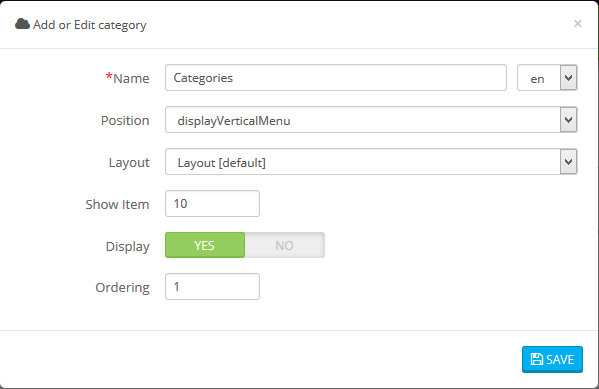 Add or Edit category ×
*Name Categories en
Position displayVerticalMenu
Layout Layout [default]
Show Item 10
Display YES NO
Ordering 1
SAVE